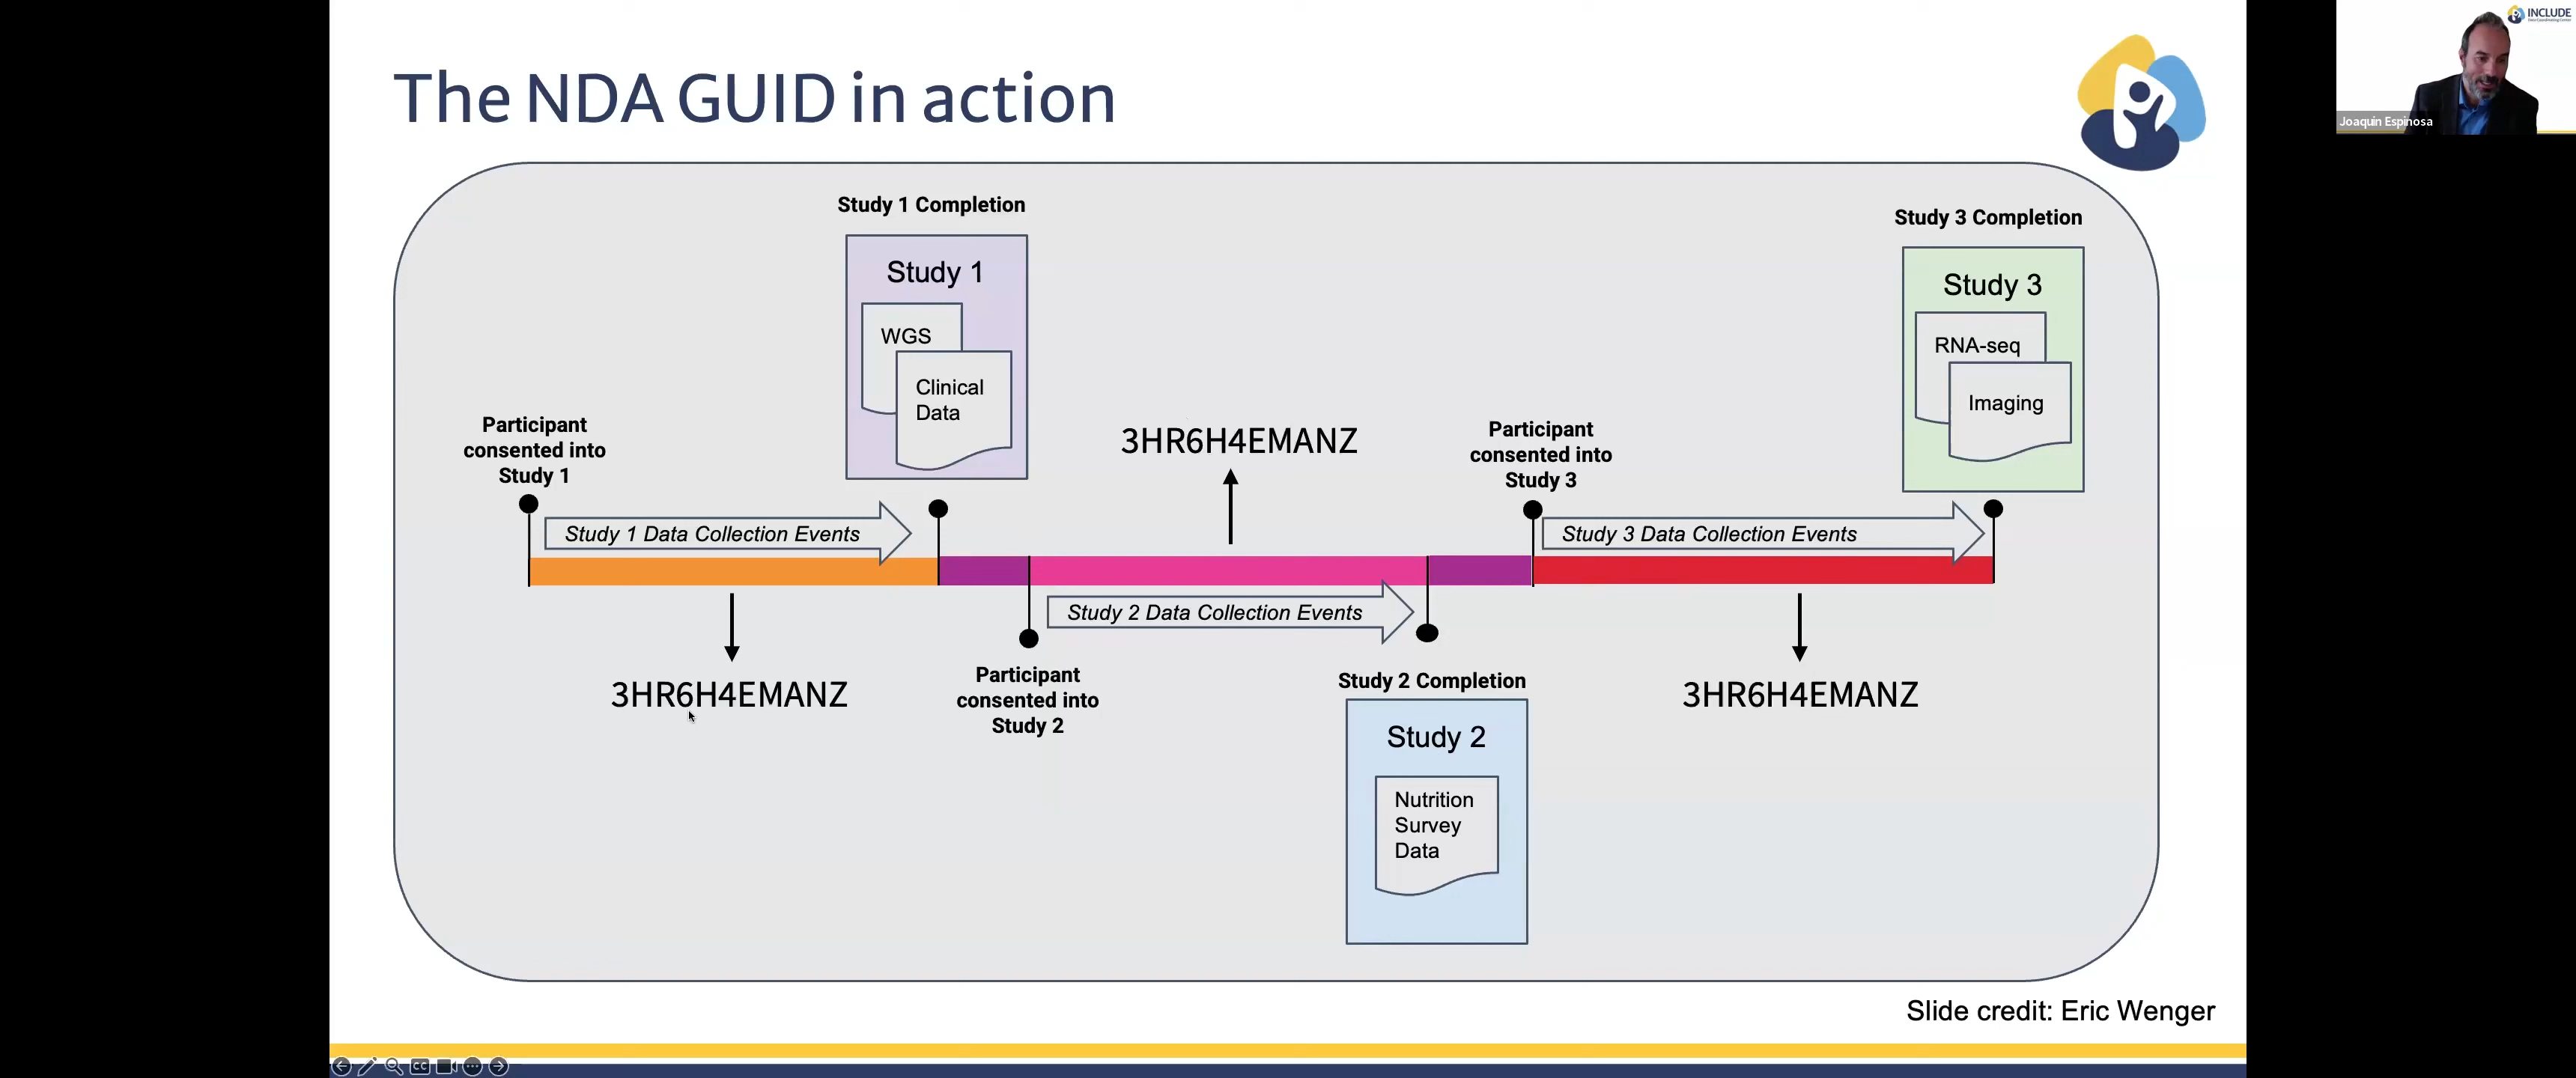 The NDA GUID in action
INCLUDE
Joaquin Espinosa
Study 1 Completion
Study 1
WGS
Clinical
Data
Study 3 Completion
Study 3
RNA-seq
Imaging
Participant
consented into
Study 1
3HR6H4EMANZ
Participant
consented into
Study 3
Study 1 Data Collection Events
Study 3 Data Collection Events
Study 2 Data Collection Events
3HR6H4EMANZ
Participant
consented into
Study 2
Study 2 Completion
Study 2
Nutrition
Survey
Data
3HR6H4EMANZ
Slide credit: Eric Wenger
CC